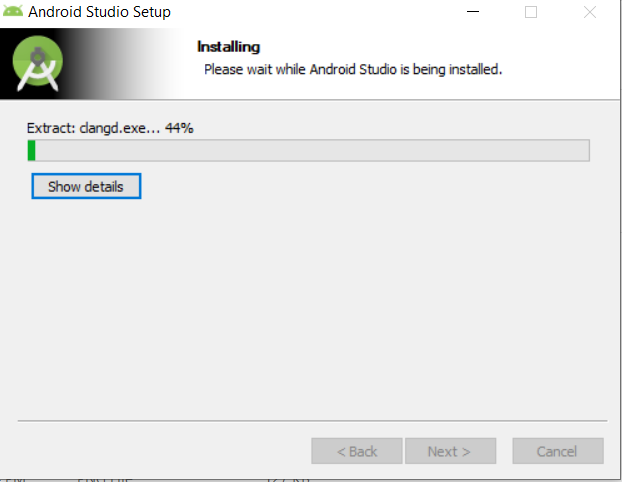 Android Studio Setup
Installing
Please wait while Android Studio is being installed.
Extract: clangd.exe... 44%
Show details
< Back
Next >
Cancel